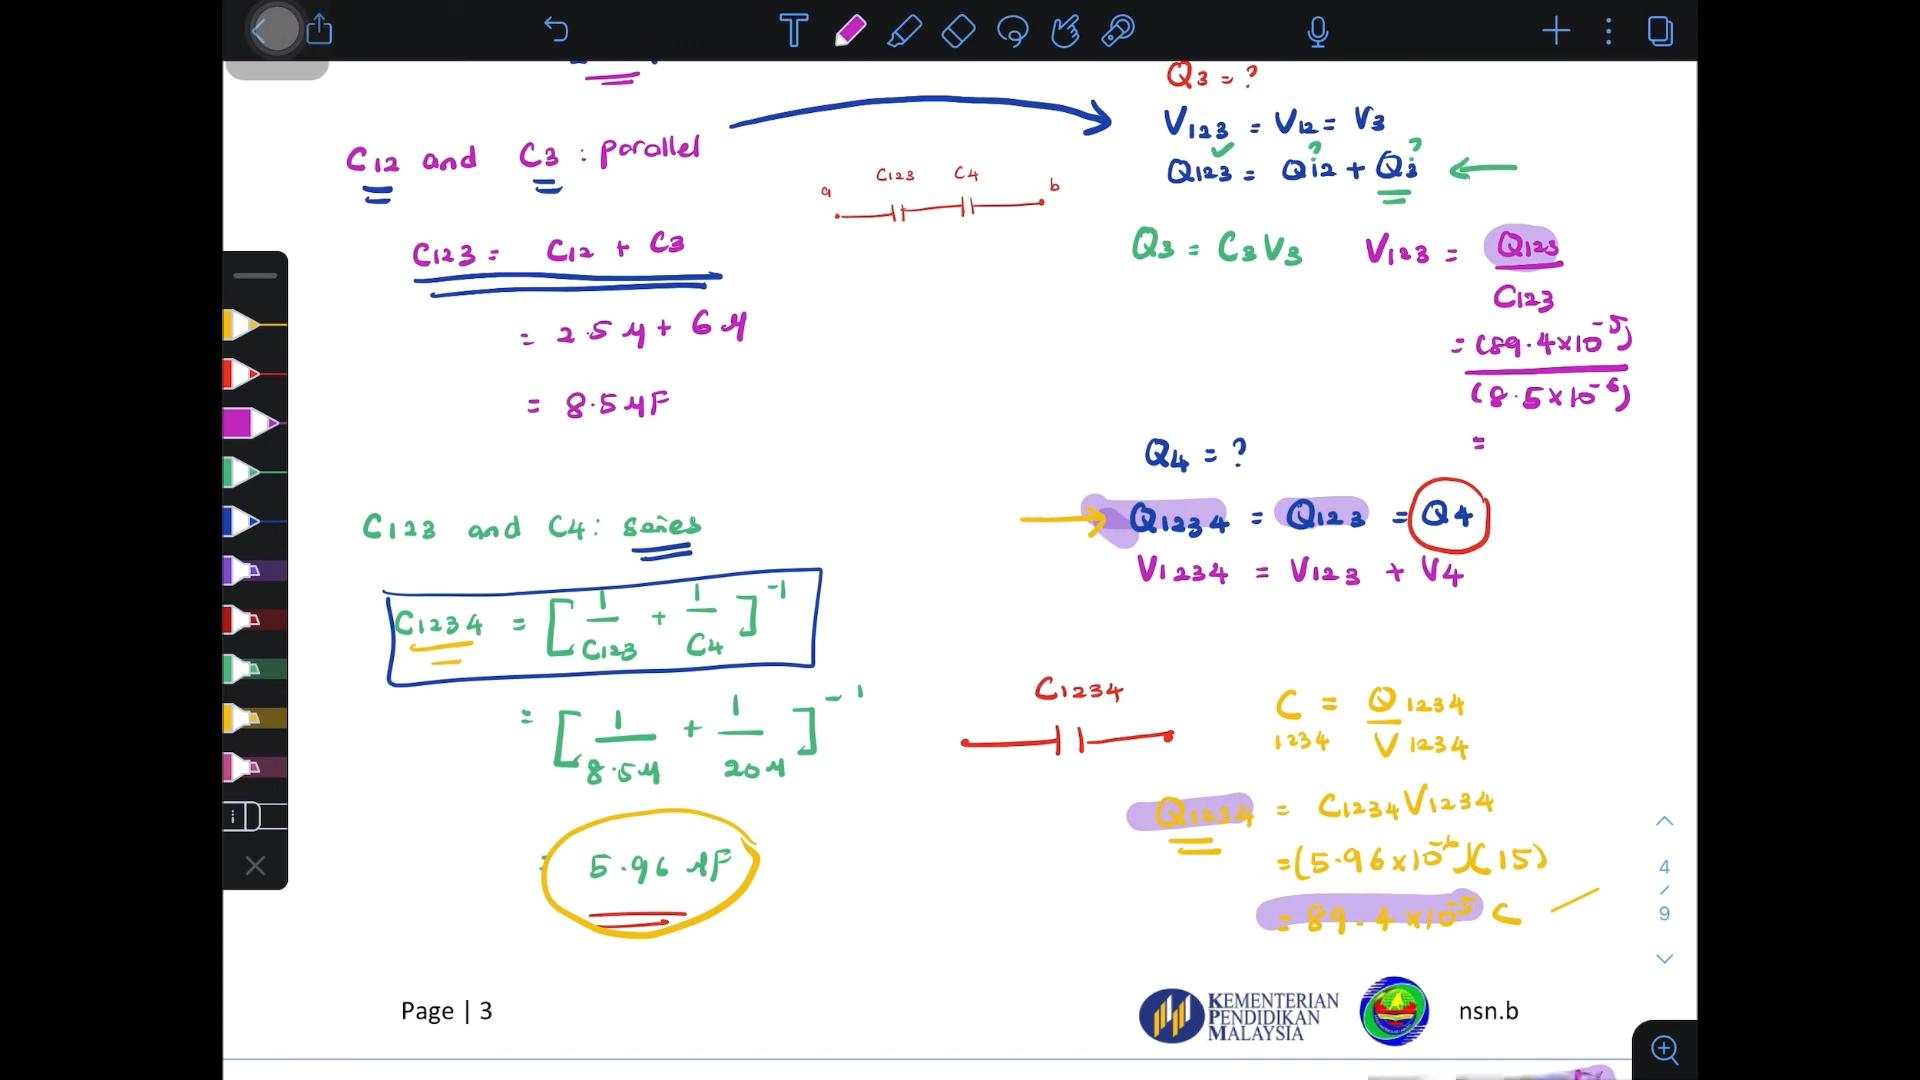 C12 and C3 : parallel
C123 = C12 + C3
= 2.5 μ + 6 μ
= 8.5 μF
C123 and C4 : series
C1234 = [ 1/C123 + 1/C4 ]^-1
= [ 1/8.5μ + 1/20μ ]^-1
= 5.96 μF
a C123 C4 b
Q3 = ?
V123 = V12 = V3
Q123 = Q12 + Q3
? ?
Q3 = C3V3
V123 = Q123 / C123
= (89.4×10^-5) / (8.5×10^-6)
=
Q4 = ?
Q1234 = Q123 = Q4
V1234 = V123 + V4
C1234
C1234 = Q1234 / V1234
Q1234 = C1234V1234
= (5.96×10^-6)(15)
= 89.4×10^-5 C
4
/
9
Page | 3
KEMENTERIAN
PENDIDIKAN
MALAYSIA
nsn.b